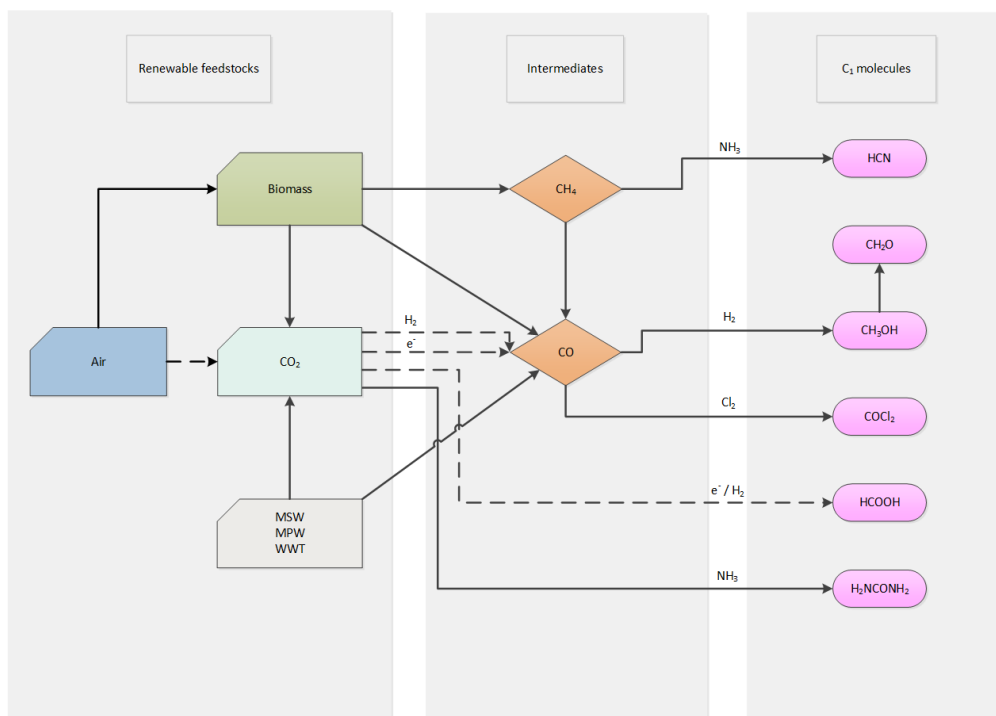 Renewable feedstocks
Intermediates
C₁ molecules
NH₃
HCN
Biomass
CH₄
CH₂O
H₂
H₂
CH₃OH
e⁻
Air
CO₂
CO
Cl₂
COCl₂
e⁻ / H₂
HCOOH
MSW
MPW
WWT
NH₃
H₂NCONH₂